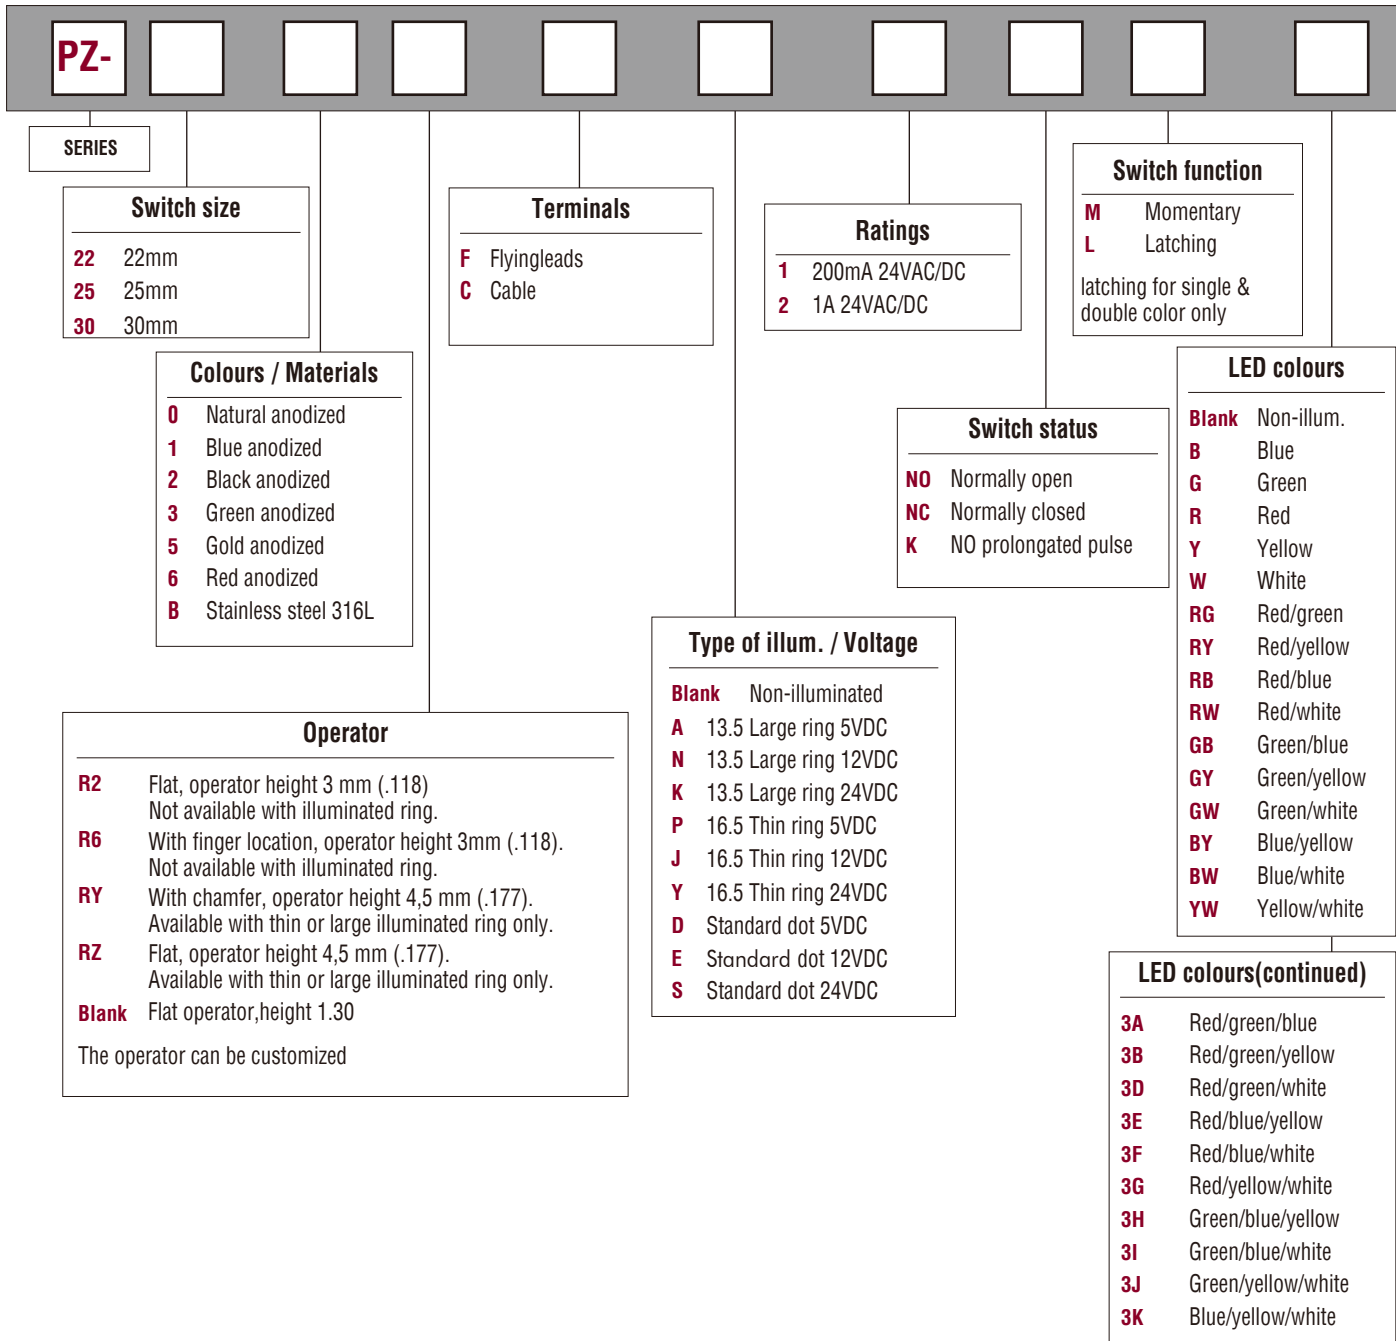 PZ-
SERIES
Switch size
22 22mm
25 25mm
30 30mm
Colours / Materials
0 Natural anodized
1 Blue anodized
2 Black anodized
3 Green anodized
5 Gold anodized
6 Red anodized
B Stainless steel 316L
Operator
R2 Flat, operator height 3 mm (.118)
Not available with illuminated ring.
R6 With finger location, operator height 3mm (.118).
Not available with illuminated ring.
RY With chamfer, operator height 4,5 mm (.177).
Available with thin or large illuminated ring only.
RZ Flat, operator height 4,5 mm (.177).
Available with thin or large illuminated ring only.
Blank Flat operator,height 1.30
The operator can be customized
Terminals
F Flyingleads
C Cable
Type of illum. / Voltage
Blank Non-illuminated
A 13.5 Large ring 5VDC
N 13.5 Large ring 12VDC
K 13.5 Large ring 24VDC
P 16.5 Thin ring 5VDC
J 16.5 Thin ring 12VDC
Y 16.5 Thin ring 24VDC
D Standard dot 5VDC
E Standard dot 12VDC
S Standard dot 24VDC
Ratings
1 200mA 24VAC/DC
2 1A 24VAC/DC
Switch status
NO Normally open
NC Normally closed
K NO prolongated pulse
Switch function
M Momentary
L Latching
latching for single &
double color only
LED colours
Blank Non-illum.
B Blue
G Green
R Red
Y Yellow
W White
RG Red/green
RY Red/yellow
RB Red/blue
RW Red/white
GB Green/blue
GY Green/yellow
GW Green/white
BY Blue/yellow
BW Blue/white
YW Yellow/white
LED colours(continued)
3A Red/green/blue
3B Red/green/yellow
3D Red/green/white
3E Red/blue/yellow
3F Red/blue/white
3G Red/yellow/white
3H Green/blue/yellow
3I Green/blue/white
3J Green/yellow/white
3K Blue/yellow/white